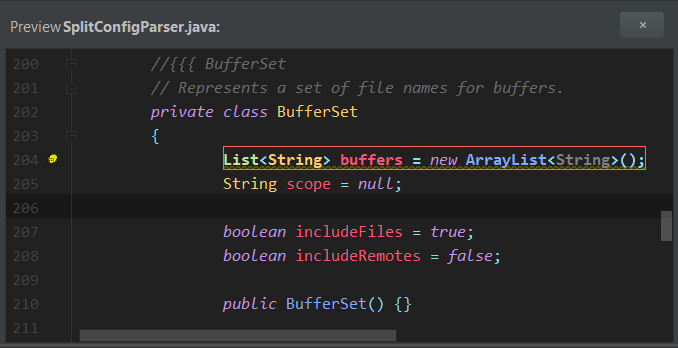 Preview SplitConfigParser.java:
×
200 //{{{ BufferSet
201 // Represents a set of file names for buffers.
202 private class BufferSet
203 {
204 List<String> buffers = new ArrayList<String>();
205 String scope = null;
206
207 boolean includeFiles = true;
208 boolean includeRemotes = false;
209
210 public BufferSet() {}
211